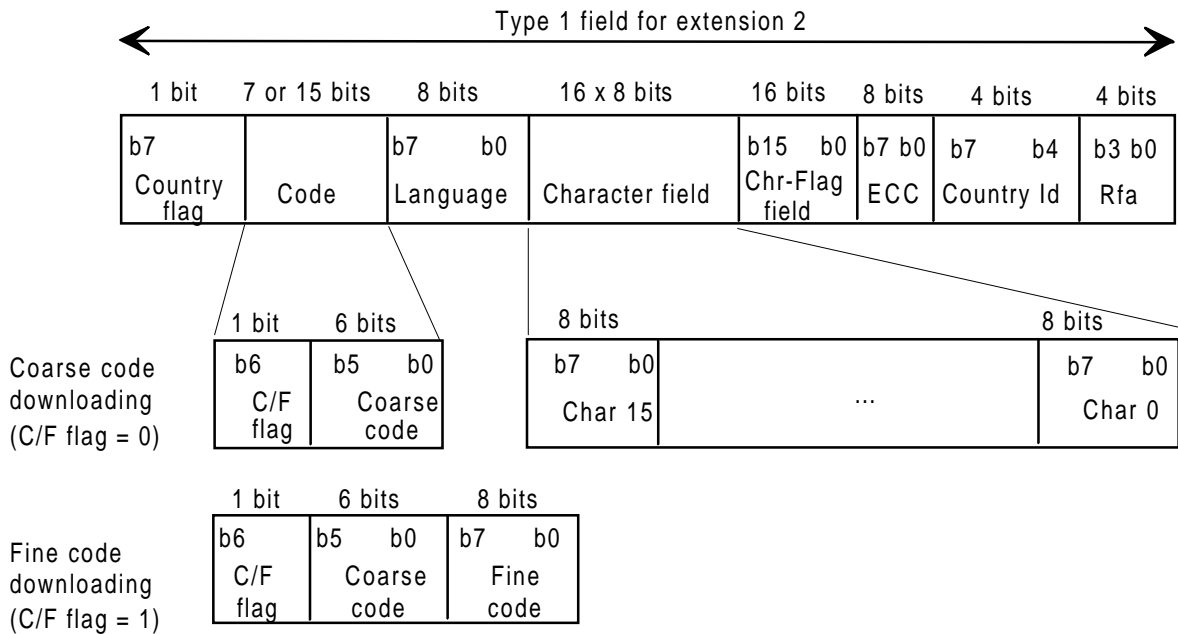 Type 1 field for extension 2
1 bit 7 or 15 bits 8 bits 16 x 8 bits 16 bits 8 bits 4 bits 4 bits
b7 b7 b0 b15 b0 b7 b0 b7 b4 b3 b0
Country flag
Code
Language
Character field
Chr-Flag field
ECC
Country Id
Rfa
Coarse code
downloading
(C/F flag = 0)
1 bit 6 bits
b6 b5 b0
C/F flag
Coarse code
8 bits 8 bits
b7 b0 b7 b0
Char 15 ... Char 0
Fine code
downloading
(C/F flag = 1)
1 bit 6 bits 8 bits
b6 b5 b0 b7 b0
C/F flag
Coarse code
Fine code